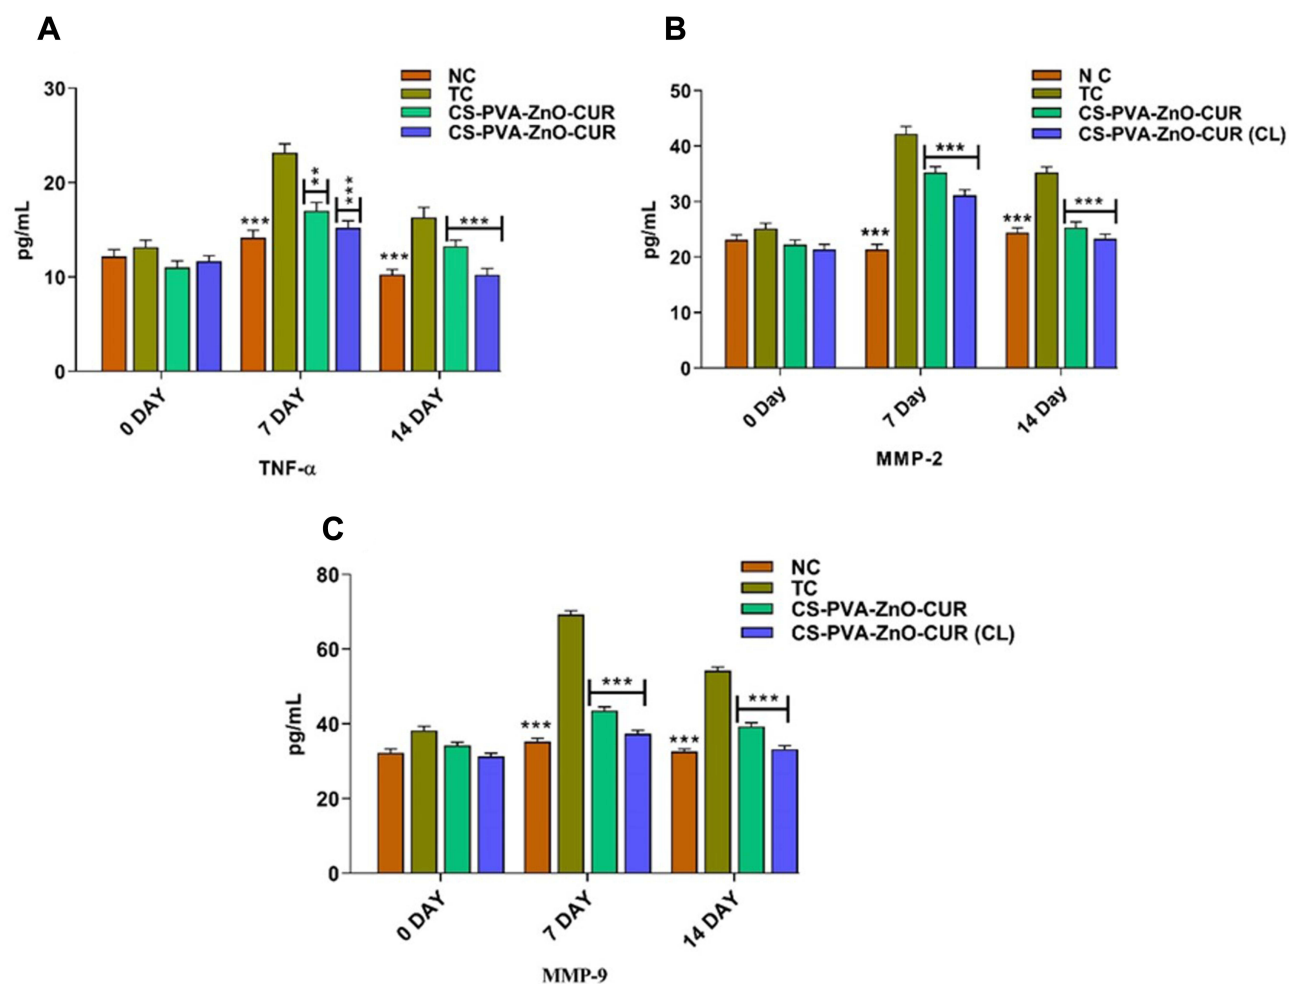 A
NC
TC
CS-PVA-ZnO-CUR
CS-PVA-ZnO-CUR
30
20
10
0
pg/mL
***
**
***
***
***
0 DAY
7 DAY
14 DAY
TNF-α
B
N C
TC
CS-PVA-ZnO-CUR
CS-PVA-ZnO-CUR (CL)
50
40
30
20
10
0
pg/mL
***
***
***
***
0 Day
7 Day
14 Day
MMP-2
C
NC
TC
CS-PVA-ZnO-CUR
CS-PVA-ZnO-CUR (CL)
80
60
40
20
0
pg/mL
***
***
***
***
0 DAY
7 DAY
14 DAY
MMP-9